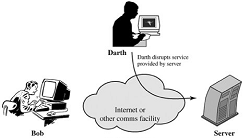 Darth
Darth disrupts service
provided by server
Internet or
other comms facility
Bob
Server